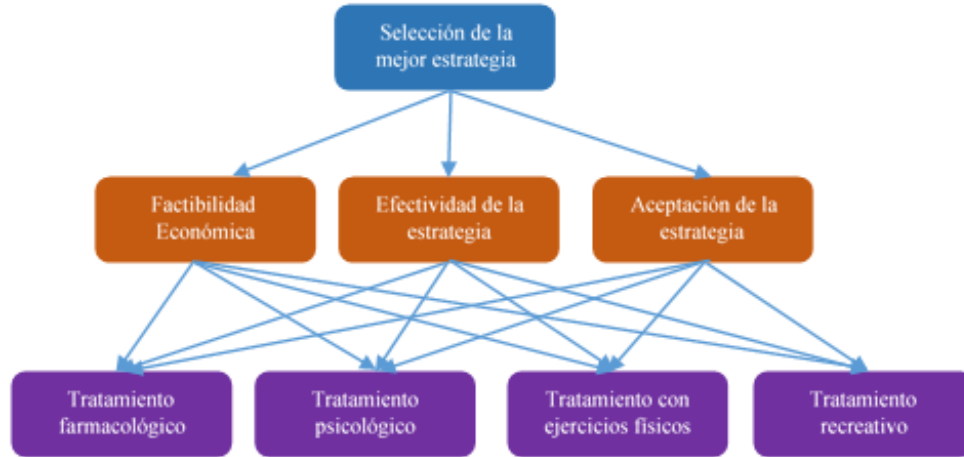 Selección de la
mejor estrategia
Factibilidad
Económica
Efectividad de la
estrategia
Aceptación de la
estrategia
Tratamiento
farmacológico
Tratamiento
psicológico
Tratamiento con
ejercicios físicos
Tratamiento
recreativo